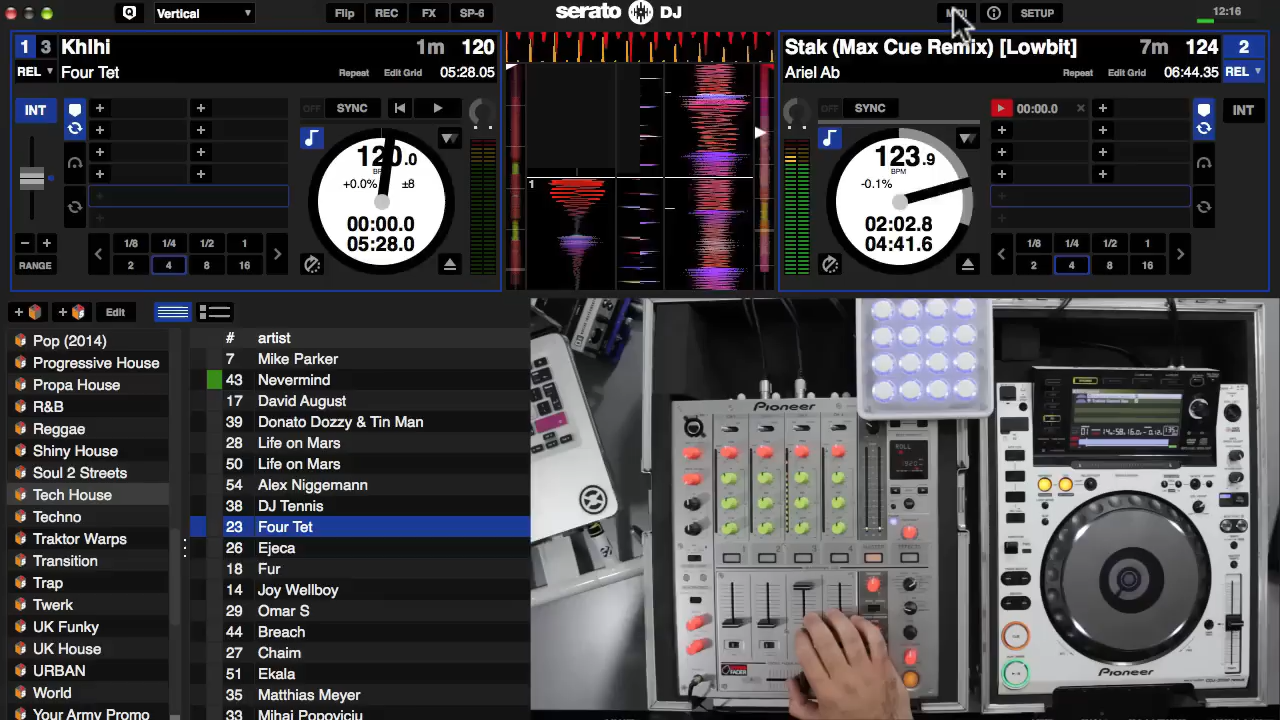 Vertical
Flip REC FX SP-6
serato DJ
MIDI
SETUP
12:16
1 3 Khlhi 1m 120
REL Four Tet Repeat Edit Grid 05:28.05
Stak (Max Cue Remix) [Lowbit] 7m 124 2
Ariel Ab Repeat Edit Grid 06:44.35 REL
INT
OFF SYNC
120.0
BPM
+0.0% ±8
00:00.0
05:28.0
1/8 1/4 1/2 1
2 4 8 16
RANGE
1
OFF SYNC
123.9
BPM
-0.1%
02:02.8
04:41.6
00:00.0
INT
1/8 1/4 1/2 1
2 4 8 16
Edit
Pop (2014)
Progressive House
Propa House
R&B
Reggae
Shiny House
Soul 2 Streets
Tech House
Techno
Traktor Warps
Transition
Trap
Twerk
UK Funky
UK House
URBAN
World
Your Army Promo
# artist
7 Mike Parker
43 Nevermind
17 David August
39 Donato Dozzy & Tin Man
28 Life on Mars
50 Life on Mars
54 Alex Niggemann
38 DJ Tennis
23 Four Tet
26 Ejeca
18 Fur
14 Joy Wellboy
29 Omar S
44 Breach
27 Chaim
51 Ekala
35 Matthias Meyer
33 Mihai Popoviciu
Pioneer
Pioneer